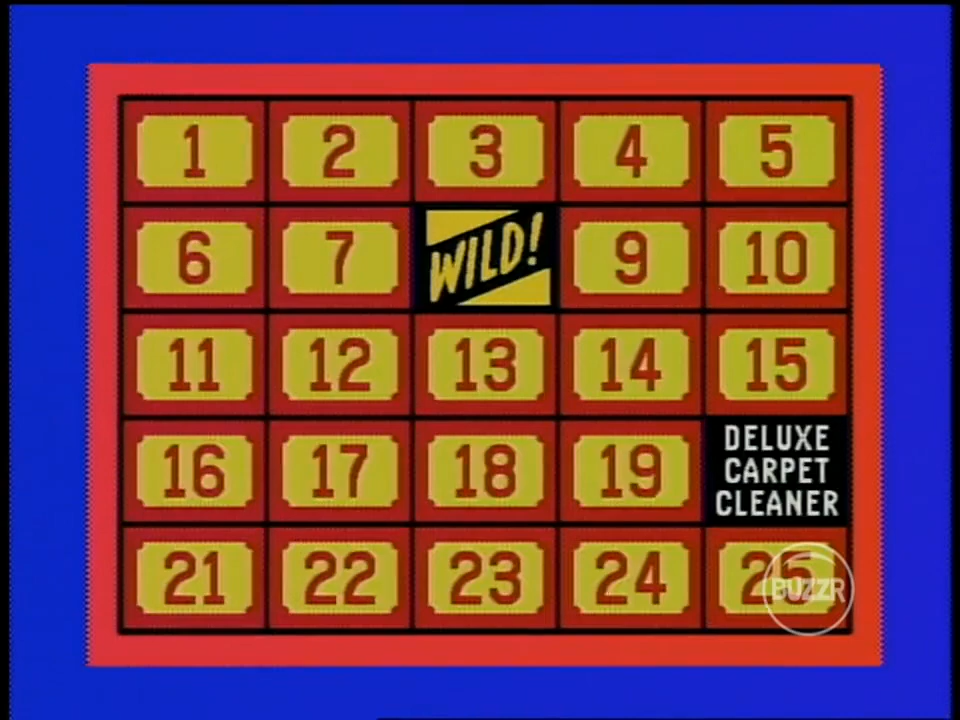 1 2 3 4 5
6 7 WILD! 9 10
11 12 13 14 15
16 17 18 19 DELUXE
CARPET
CLEANER
21 22 23 24 25
BUZZR